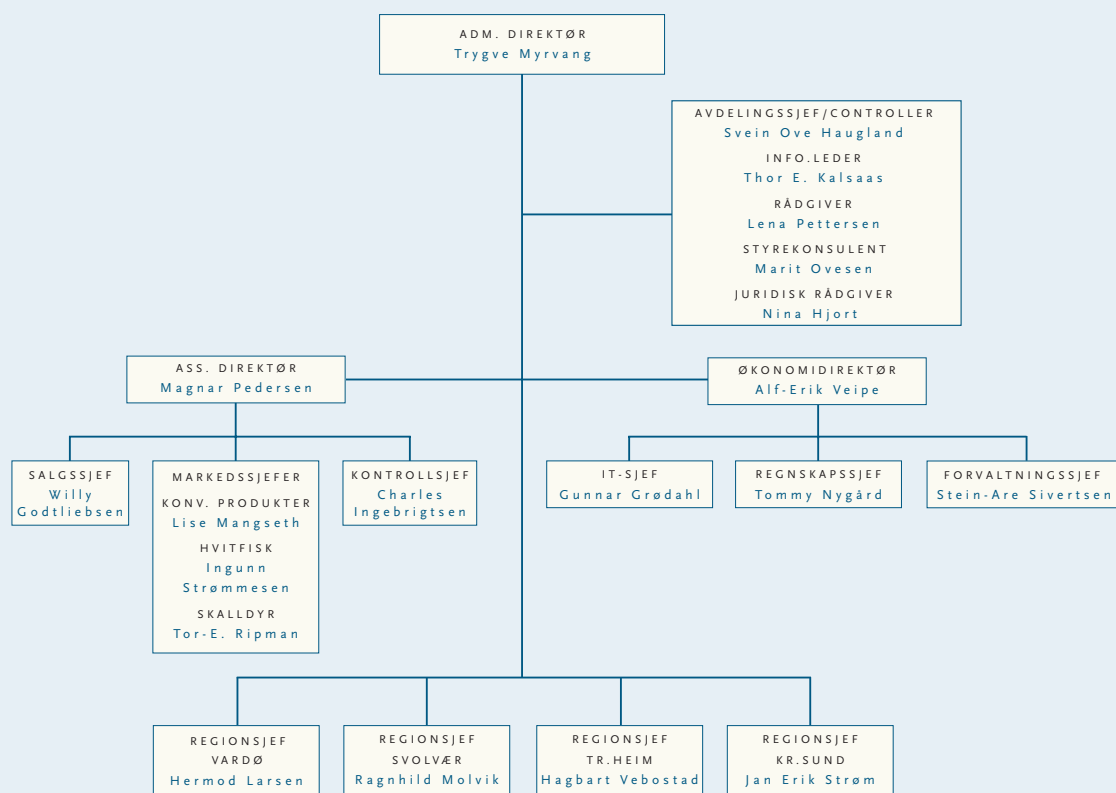 ADM. DIREKTØR
Trygve Myrvang
AVDELINGSSJEF/CONTROLLER
Svein Ove Haugland
INFO.LEDER
Thor E. Kalsaas
RÅDGIVER
Lena Pettersen
STYREKONSULENT
Marit Ovesen
JURIDISK RÅDGIVER
Nina Hjort
ASS. DIREKTØR
Magnar Pedersen
ØKONOMIDIREKTØR
Alf-Erik Veipe
SALGSSJEF
Willy
Godtliebsen
MARKEDSSJEFER
KONV. PRODUKTER
Lise Mangseth
HVITFISK
Ingunn
Strømmesen
SKALLDYR
Tor-E. Ripman
KONTROLLSJEF
Charles
Ingebrigtsen
IT-SJEF
Gunnar Grødahl
REGNSKAPSSJEF
Tommy Nygård
FORVALTNINGSSJEF
Stein-Are Sivertsen
REGIONSJEF
VARDØ
Hermod Larsen
REGIONSJEF
SVOLVÆR
Ragnhild Molvik
REGIONSJEF
TR.HEIM
Hagbart Vebostad
REGIONSJEF
KR.SUND
Jan Erik Strøm